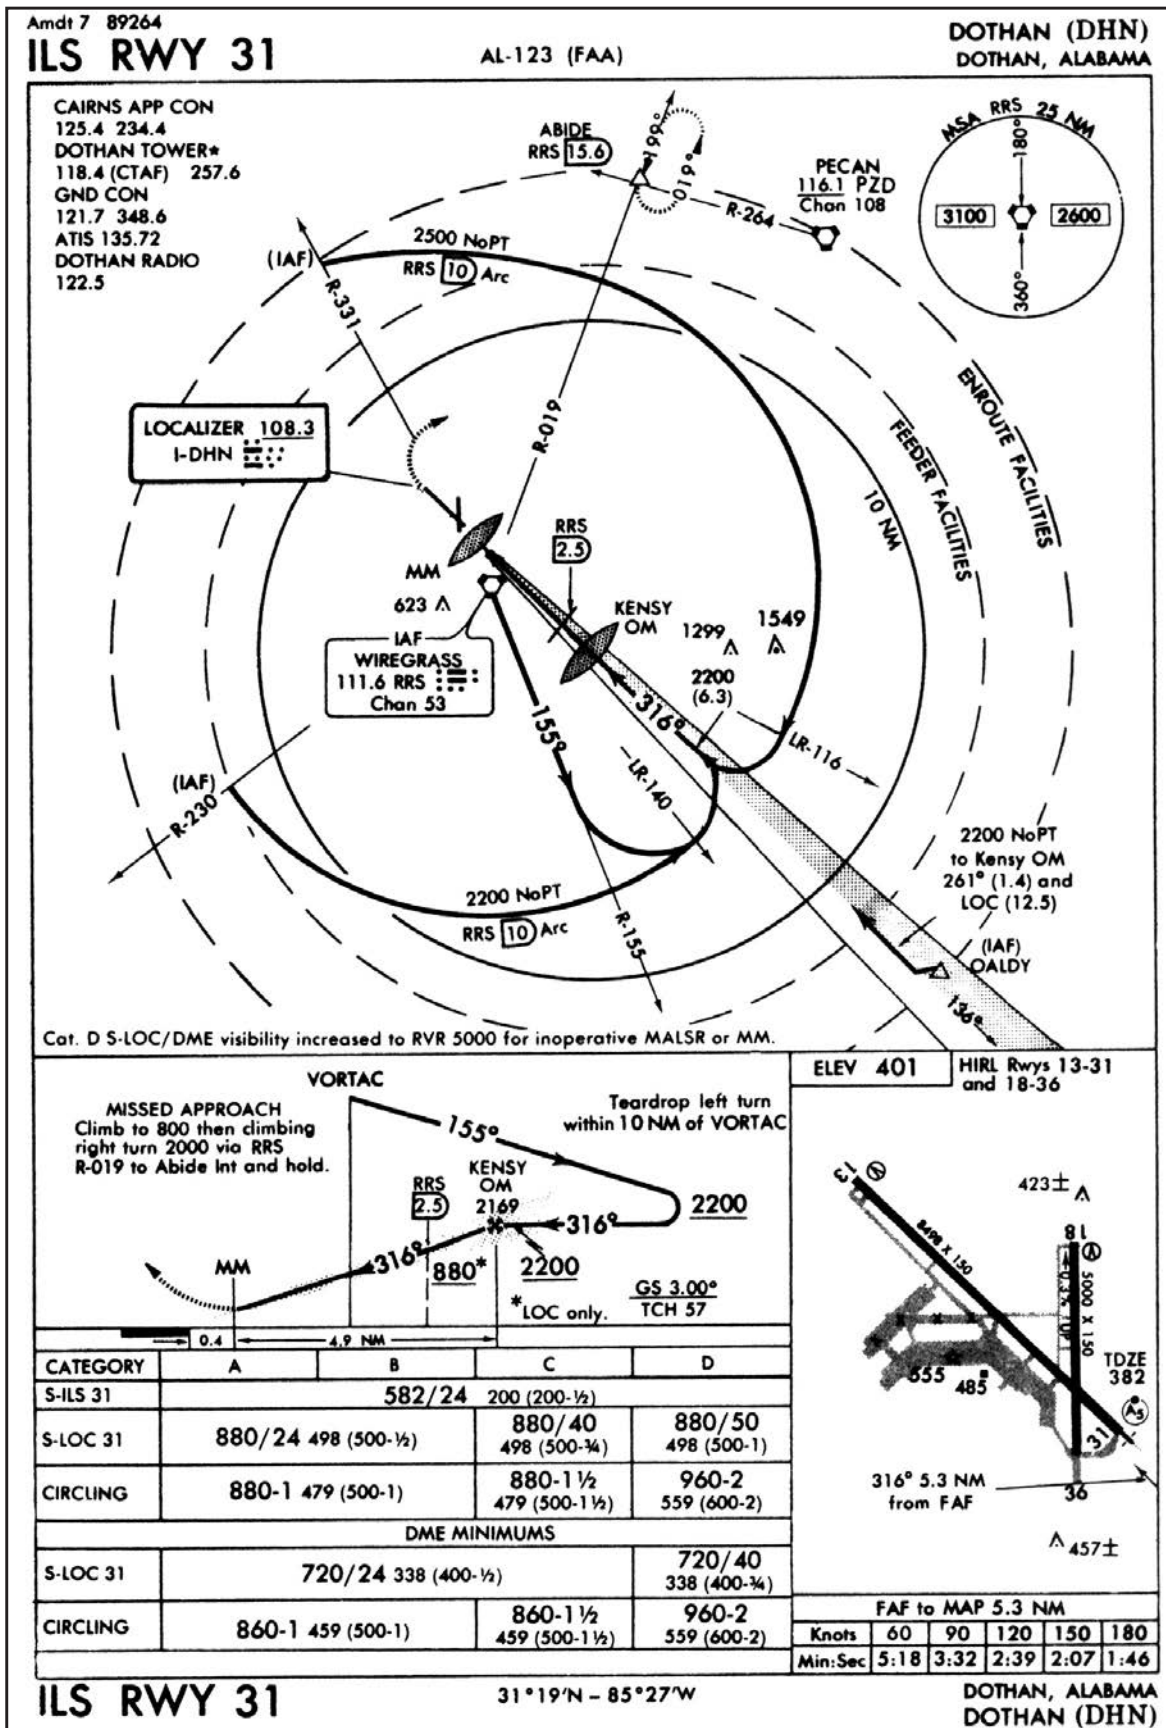 Amdt 7 89264
ILS RWY 31
AL-123 (FAA)
DOTHAN (DHN)
DOTHAN, ALABAMA
CAIRNS APP CON
125.4 234.4
DOTHAN TOWER★
118.4 (CTAF) 257.6
GND CON
121.7 348.6
ATIS 135.72
DOTHAN RADIO
122.5
ABIDE
RRS 15.6
199°
019°
PECAN
116.1 PZD
Chan 108
R-264
MSA RRS 25 NM
180°
3100
2600
360°
(IAF)
2500 NoPT
RRS 10 Arc
R-331
R-019
LOCALIZER 108.3
I-DHN
ENROUTE FACILITIES
FEEDER FACILITIES
10 NM
RRS
2.5
MM
623
KENSY
OM
1299
1549
2200
(6.3)
IAF
WIREGRASS
111.6 RRS
Chan 53
155°
316°
LR-116
LR-140
(IAF)
R-230
2200 NoPT
RRS 10 Arc
R-155
2200 NoPT
to Kensy OM
261° (1.4) and
LOC (12.5)
(IAF)
OALDY
136°
Cat. D S-LOC/DME visibility increased to RVR 5000 for inoperative MALSR or MM.
VORTAC
MISSED APPROACH
Climb to 800 then climbing
right turn 2000 via RRS
R-019 to Abide Int and hold.
155°
Teardrop left turn
within 10 NM of VORTAC
RRS
2.5
KENSY
OM
2169
2200
316°
316°
MM
880*
2200
*LOC only.
GS 3.00°
TCH 57
0.4
4.9 NM
CATEGORY A B C D
S-ILS 31 582/24 200 (200-½)
S-LOC 31 880/24 498 (500-½) 880/40 498 (500-¾) 880/50 498 (500-1)
CIRCLING 880-1 479 (500-1) 880-1½ 479 (500-1½) 960-2 559 (600-2)
DME MINIMUMS
S-LOC 31 720/24 338 (400-½) 720/40 338 (400-¾)
CIRCLING 860-1 459 (500-1) 860-1½ 459 (500-1½) 960-2 559 (600-2)
ELEV 401
HIRL Rwys 13-31
and 18-36
13
423±
8498 X 150
18
0.3% UP
5000 X 150
TDZE
382
555
485
A5
31
316° 5.3 NM
from FAF
36
457±
FAF to MAP 5.3 NM
Knots 60 90 120 150 180
Min:Sec 5:18 3:32 2:39 2:07 1:46
ILS RWY 31
31°19'N – 85°27'W
DOTHAN, ALABAMA
DOTHAN (DHN)